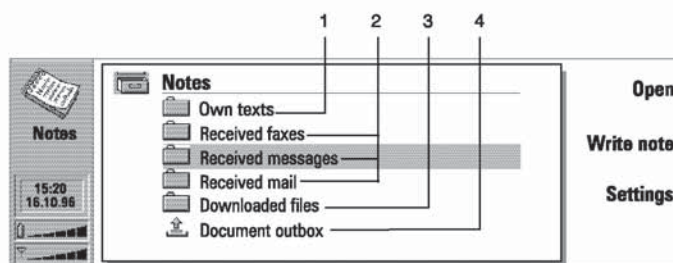 1 2 3 4
Notes
Own texts
Received faxes
Received messages
Received mail
Downloaded files
Document outbox
Notes
15:20
16.10.96
Open
Write note
Settings